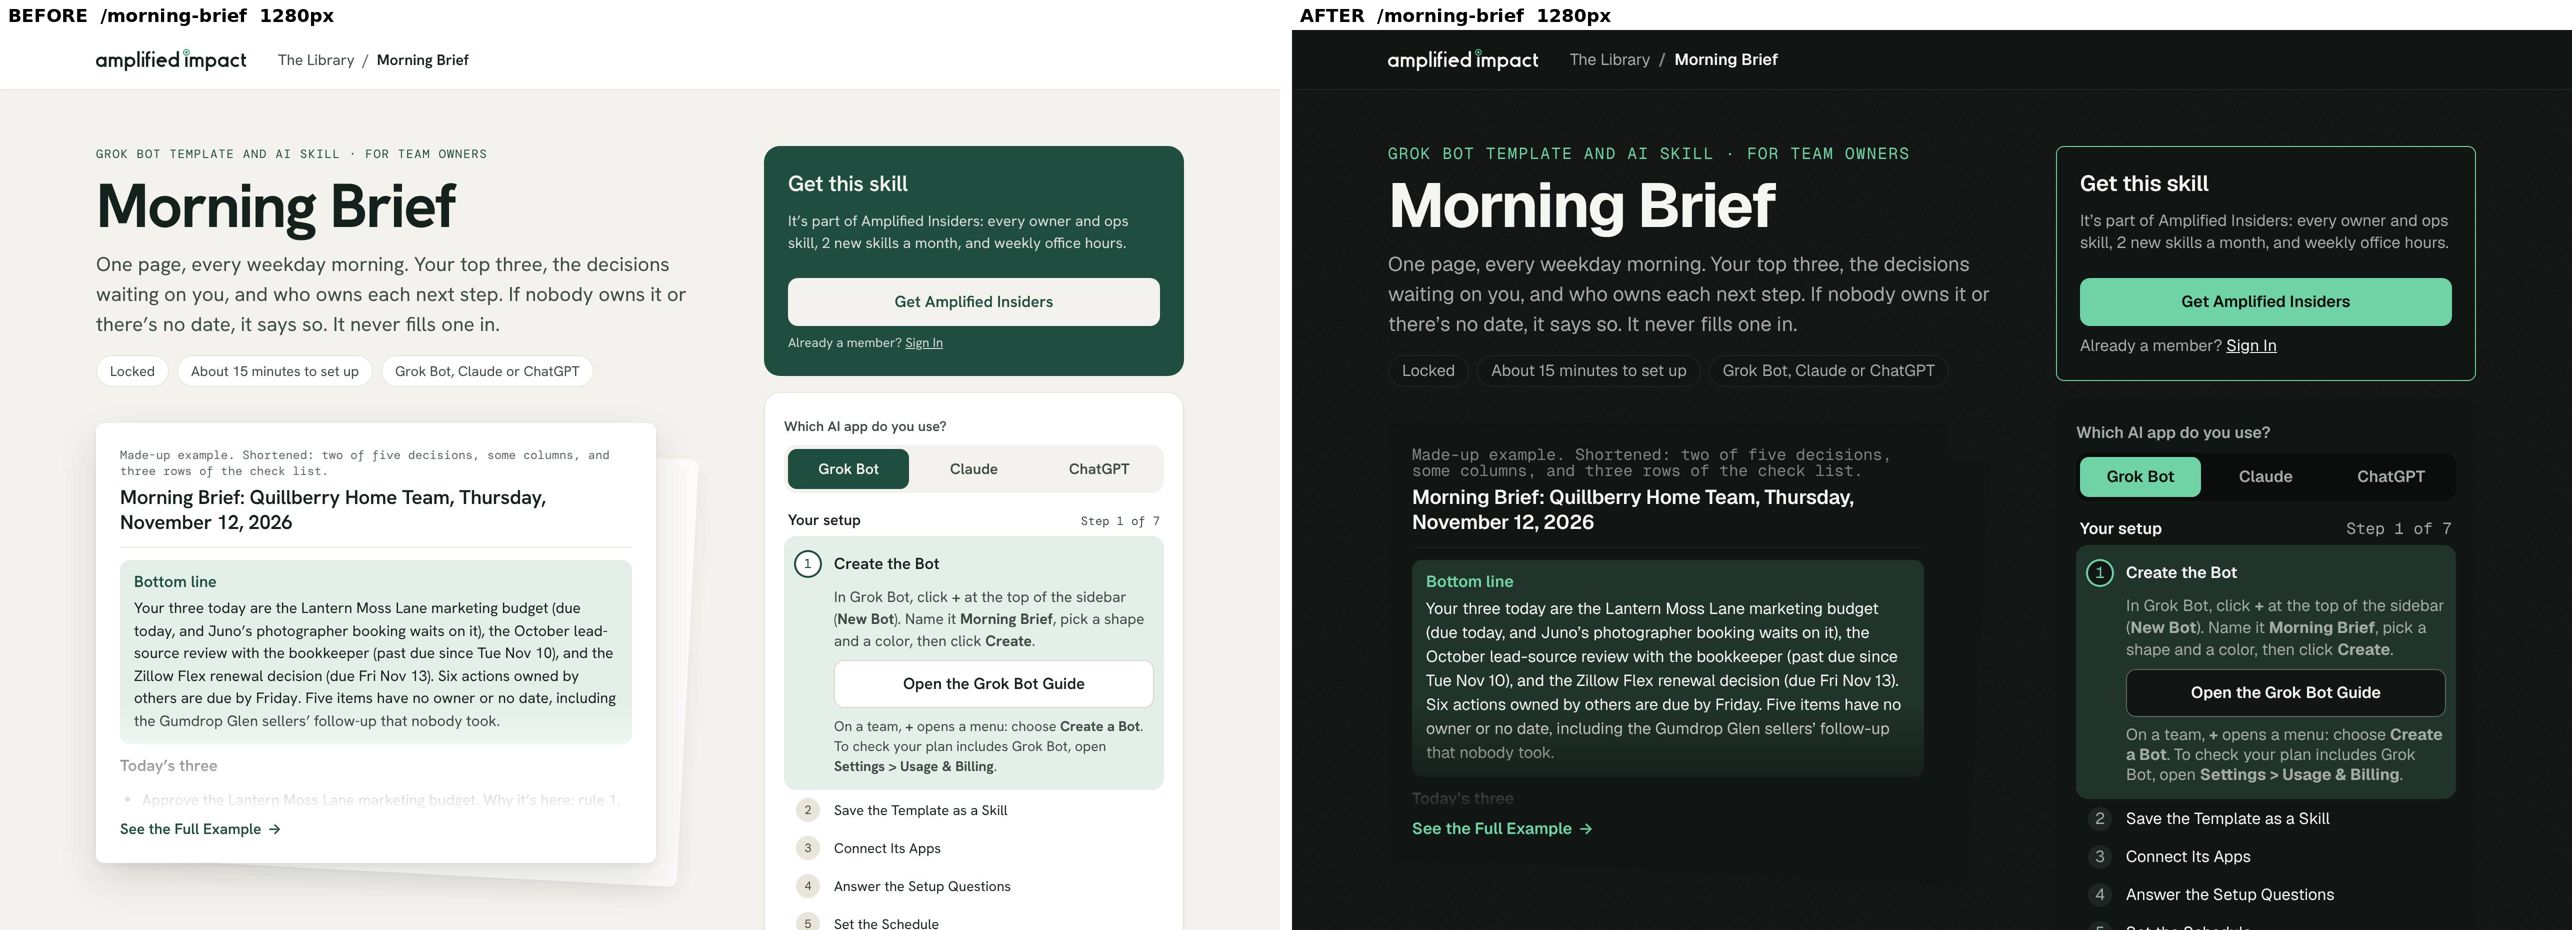 BEFORE /morning-brief 1280px
amplified impact
The Library / Morning Brief
GROK BOT TEMPLATE AND AI SKILL · FOR TEAM OWNERS
Morning Brief
One page, every weekday morning. Your top three, the decisions
waiting on you, and who owns each next step. If nobody owns it or
there’s no date, it says so. It never fills one in.
Locked
About 15 minutes to set up
Grok Bot, Claude or ChatGPT
Made-up example. Shortened: two of five decisions, some columns, and
three rows of the check list.
Morning Brief: Quillberry Home Team, Thursday,
November 12, 2026
Bottom line
Your three today are the Lantern Moss Lane marketing budget (due
today, and Juno’s photographer booking waits on it), the October lead-
source review with the bookkeeper (past due since Tue Nov 10), and the
Zillow Flex renewal decision (due Fri Nov 13). Six actions owned by
others are due by Friday. Five items have no owner or no date, including
the Gumdrop Glen sellers’ follow-up that nobody took.
Today’s three
• Approve the Lantern Moss Lane marketing budget. Why it’s here: rule 1,
See the Full Example →
Get this skill
It’s part of Amplified Insiders: every owner and ops
skill, 2 new skills a month, and weekly office hours.
Get Amplified Insiders
Already a member? Sign In
Which AI app do you use?
Grok Bot
Claude
ChatGPT
Your setup
Step 1 of 7
1 Create the Bot
In Grok Bot, click + at the top of the sidebar
(New Bot). Name it Morning Brief, pick a shape
and a color, then click Create.
Open the Grok Bot Guide
On a team, + opens a menu: choose Create a Bot.
To check your plan includes Grok Bot, open
Settings > Usage & Billing.
2 Save the Template as a Skill
3 Connect Its Apps
4 Answer the Setup Questions
5 Set the Schedule
AFTER /morning-brief 1280px
amplified impact
The Library / Morning Brief
GROK BOT TEMPLATE AND AI SKILL · FOR TEAM OWNERS
Morning Brief
One page, every weekday morning. Your top three, the decisions
waiting on you, and who owns each next step. If nobody owns it or
there’s no date, it says so. It never fills one in.
Locked
About 15 minutes to set up
Grok Bot, Claude or ChatGPT
Made-up example. Shortened: two of five decisions,
some columns, and three rows of the check list.
Morning Brief: Quillberry Home Team, Thursday,
November 12, 2026
Bottom line
Your three today are the Lantern Moss Lane marketing budget
(due today, and Juno’s photographer booking waits on it), the
October lead-source review with the bookkeeper (past due since
Tue Nov 10), and the Zillow Flex renewal decision (due Fri Nov 13).
Six actions owned by others are due by Friday. Five items have no
owner or no date, including the Gumdrop Glen sellers’ follow-up
that nobody took.
Today’s three
See the Full Example →
Get this skill
It’s part of Amplified Insiders: every owner and ops
skill, 2 new skills a month, and weekly office hours.
Get Amplified Insiders
Already a member? Sign In
Which AI app do you use?
Grok Bot
Claude
ChatGPT
Your setup
Step 1 of 7
1 Create the Bot
In Grok Bot, click + at the top of the sidebar
(New Bot). Name it Morning Brief, pick a
shape and a color, then click Create.
Open the Grok Bot Guide
On a team, + opens a menu: choose Create
a Bot. To check your plan includes Grok
Bot, open Settings > Usage & Billing.
2 Save the Template as a Skill
3 Connect Its Apps
4 Answer the Setup Questions
5 Set the Schedule